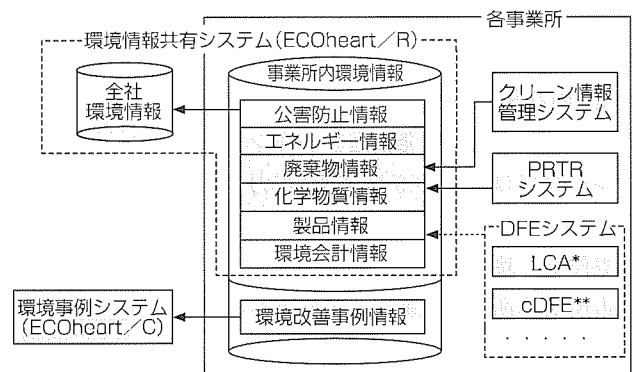 各事業所
環境情報共有システム(ECOheart/R)
全社
環境情報
事業所内環境情報
公害防止情報
エネルギー情報
廃棄物情報
化学物質情報
製品情報
環境会計情報
クリーン情報
管理システム
PRTR
システム
DFEシステム
LCA*
cDFE**
・・・・・
環境事例システム
(ECOheart/C)
環境改善事例情報